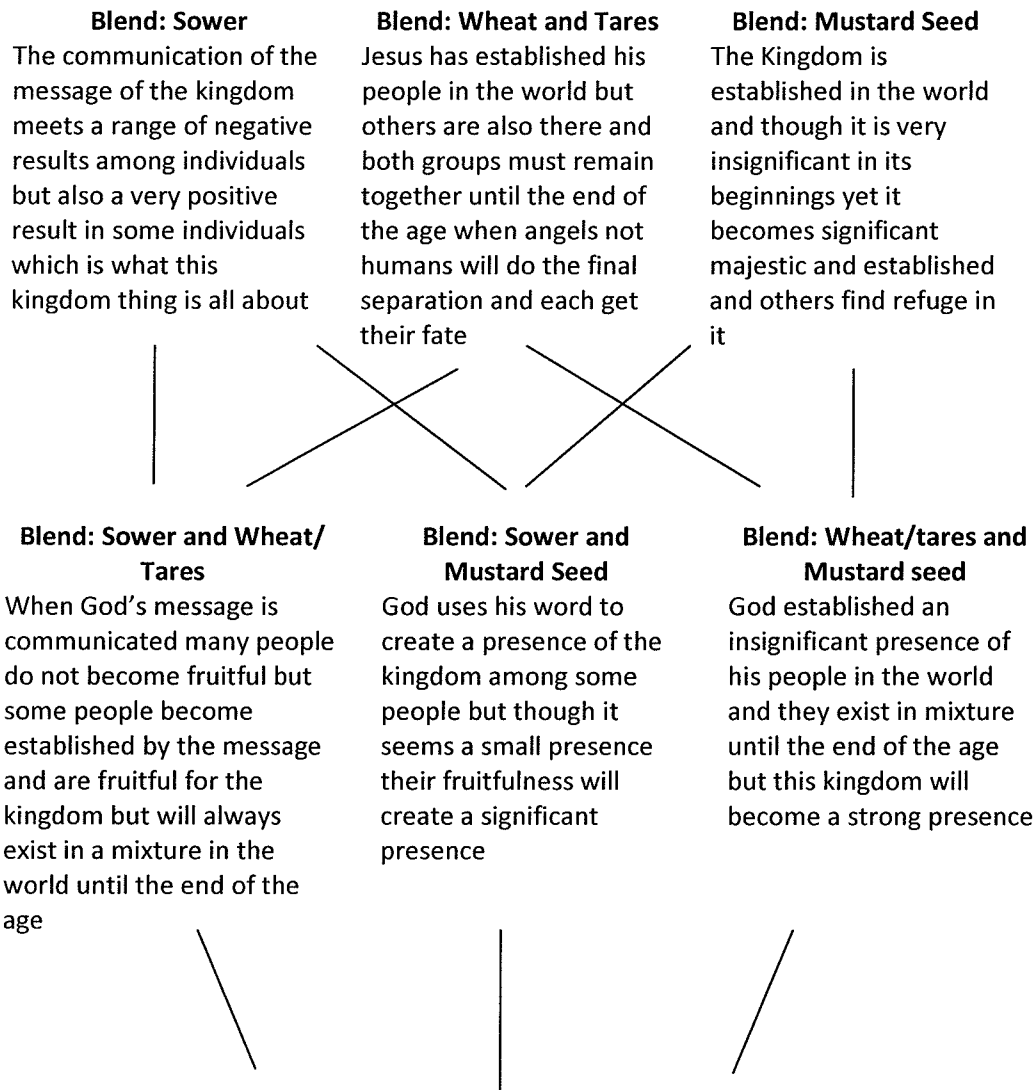 Blend: Sower
The communication of the
message of the kingdom
meets a range of negative
results among individuals
but also a very positive
result in some individuals
which is what this
kingdom thing is all about
Blend: Wheat and Tares
Jesus has established his
people in the world but
others are also there and
both groups must remain
together until the end of
the age when angels not
humans will do the final
separation and each get
their fate
Blend: Mustard Seed
The Kingdom is
established in the world
and though it is very
insignificant in its
beginnings yet it
becomes significant
majestic and established
and others find refuge in
it
Blend: Sower and Wheat/
Tares
When God's message is
communicated many people
do not become fruitful but
some people become
established by the message
and are fruitful for the
kingdom but will always
exist in a mixture in the
world until the end of the
age
Blend: Sower and
Mustard Seed
God uses his word to
create a presence of the
kingdom among some
people but though it
seems a small presence
their fruitfulness will
create a significant
presence
Blend: Wheat/tares and
Mustard seed
God established an
insignificant presence of
his people in the world
and they exist in mixture
until the end of the age
but this kingdom will
become a strong presence